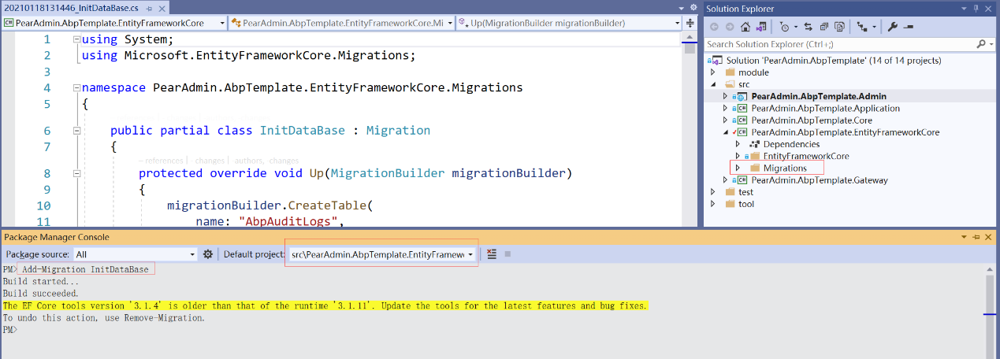 20210118131446_InitDataBase.cs
PearAdmin.AbpTemplate.EntityFrameworkCore
PearAdmin.AbpTemplate.EntityFrameworkCore.Mi
Up(MigrationBuilder migrationBuilder)
1 using System;
2 using Microsoft.EntityFrameworkCore.Migrations;
3
4 namespace PearAdmin.AbpTemplate.EntityFrameworkCore.Migrations
5 {
6 public partial class InitDataBase : Migration
7 {
– references | changes | authors, changes
8 protected override void Up(MigrationBuilder migrationBuilder)
9 {
10 migrationBuilder.CreateTable(
11 name: "AbpAuditLogs",
Solution Explorer
Search Solution Explorer (Ctrl+;)
Solution 'PearAdmin.AbpTemplate' (14 of 14 projects)
module
src
PearAdmin.AbpTemplate.Admin
PearAdmin.AbpTemplate.Application
PearAdmin.AbpTemplate.Core
PearAdmin.AbpTemplate.EntityFrameworkCore
Dependencies
EntityFrameworkCore
Migrations
PearAdmin.AbpTemplate.Gateway
test
tool
Package Manager Console
Package source: All
Default project: src\PearAdmin.AbpTemplate.EntityFramew
PM> Add-Migration InitDataBase
Build started...
Build succeeded.
The EF Core tools version '3.1.4' is older than that of the runtime '3.1.11'. Update the tools for the latest features and bug fixes.
To undo this action, use Remove-Migration.
PM>